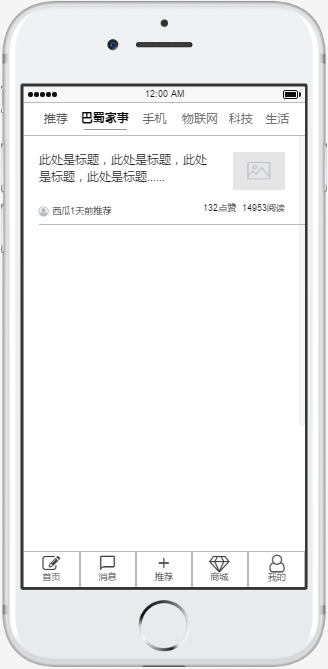 12:00 AM
推荐 巴蜀家事 手机 物联网 科技 生活
此处是标题，此处是标题，此处
是标题，此处是标题......
西瓜1天前推荐 132点赞 14953阅读
首页 消息 推荐 商城 我的